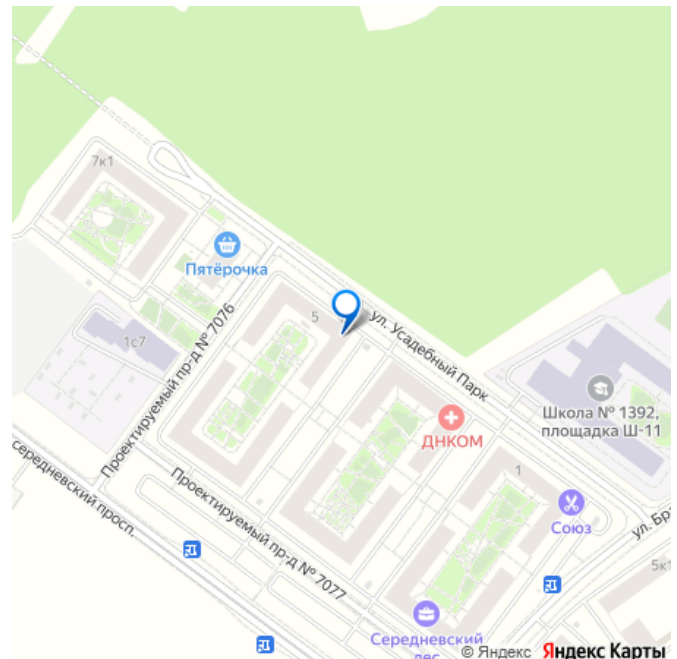 7к1
Пятёрочка
1с7
Проектируемый пр-д № 7076
5
ул. Усадебный Парк
Школа № 1392,
площадка Ш-11
ДНКОМ
1
Союз
ул. Бр
5к1
середневский просп.
Проектируемый пр-д № 7077
Середневский
лес
© Яндекс Яндекс Карты